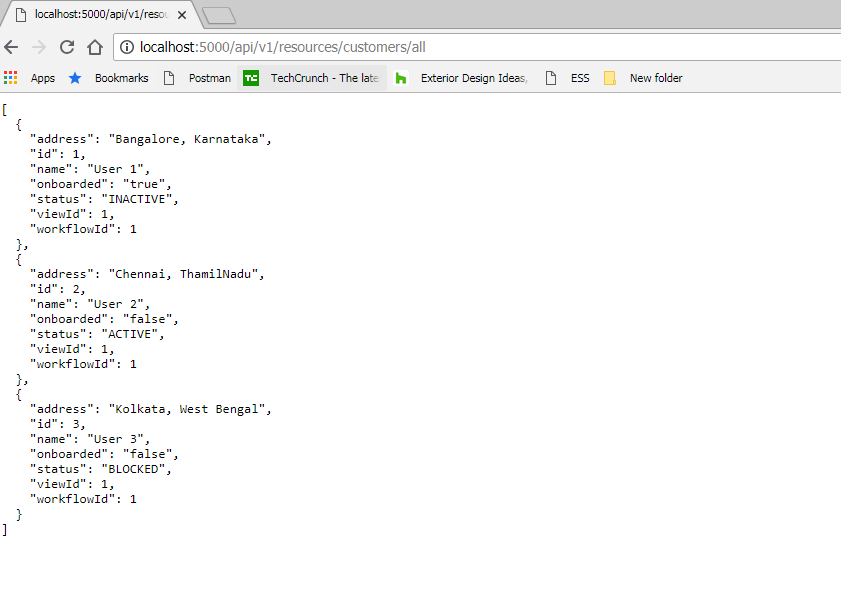 localhost:5000/api/v1/resou
localhost:5000/api/v1/resources/customers/all
Apps Bookmarks Postman TC TechCrunch - The late Exterior Design Ideas, ESS New folder
[
  {
    "address": "Bangalore, Karnataka",
    "id": 1,
    "name": "User 1",
    "onboarded": "true",
    "status": "INACTIVE",
    "viewId": 1,
    "workflowId": 1
  },
  {
    "address": "Chennai, ThamilNadu",
    "id": 2,
    "name": "User 2",
    "onboarded": "false",
    "status": "ACTIVE",
    "viewId": 1,
    "workflowId": 1
  },
  {
    "address": "Kolkata, West Bengal",
    "id": 3,
    "name": "User 3",
    "onboarded": "false",
    "status": "BLOCKED",
    "viewId": 1,
    "workflowId": 1
  }
]